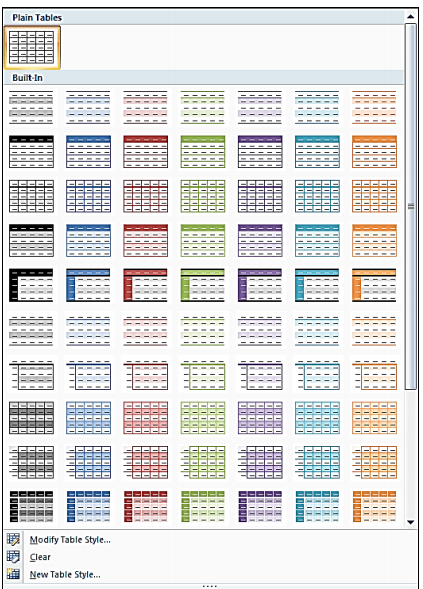 Plain Tables
Built-In
Modify Table Style...
Clear
New Table Style...